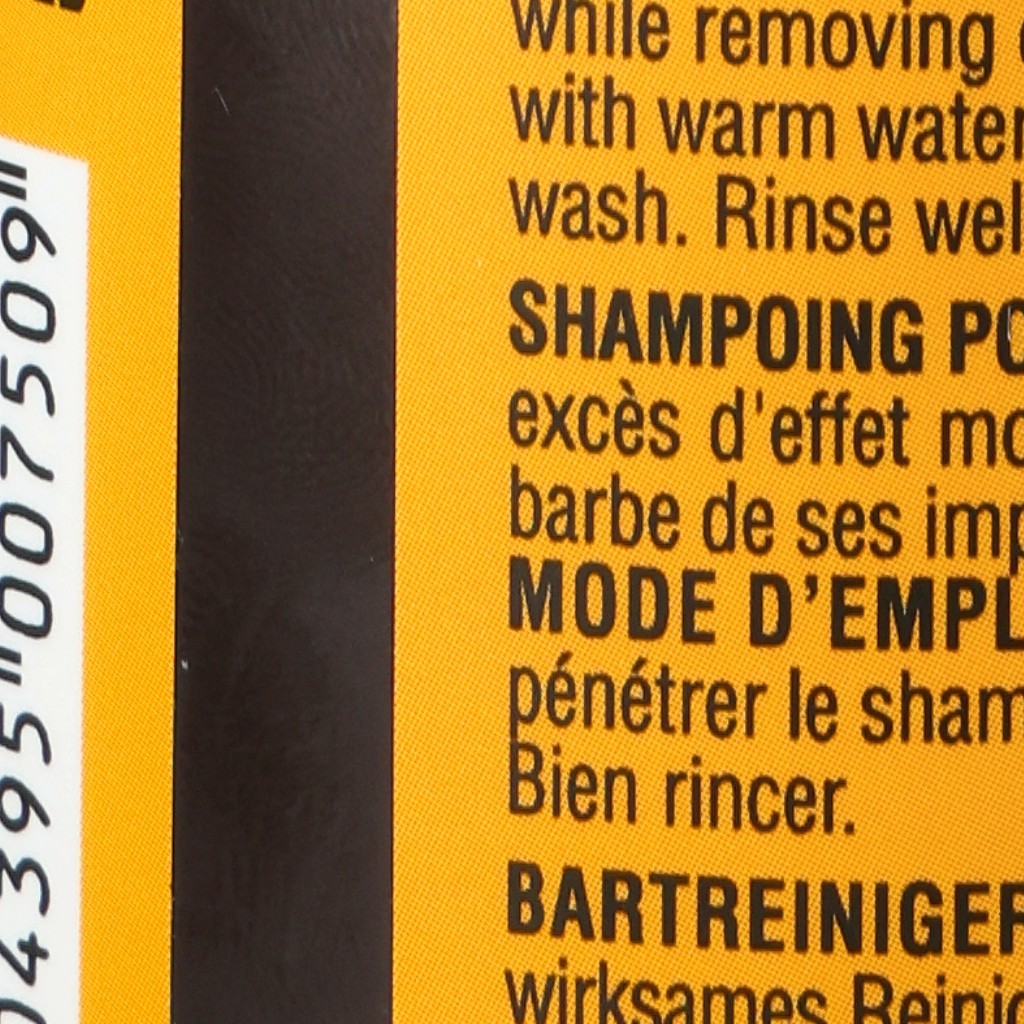 while removing
with warm water
wash. Rinse wel
SHAMPOING PO
excès d'effet mo
barbe de ses imp
MODE D'EMPL
pénétrer le sham
Bien rincer.
BARTREINIGER
wirksames Reinig
04395"007509"